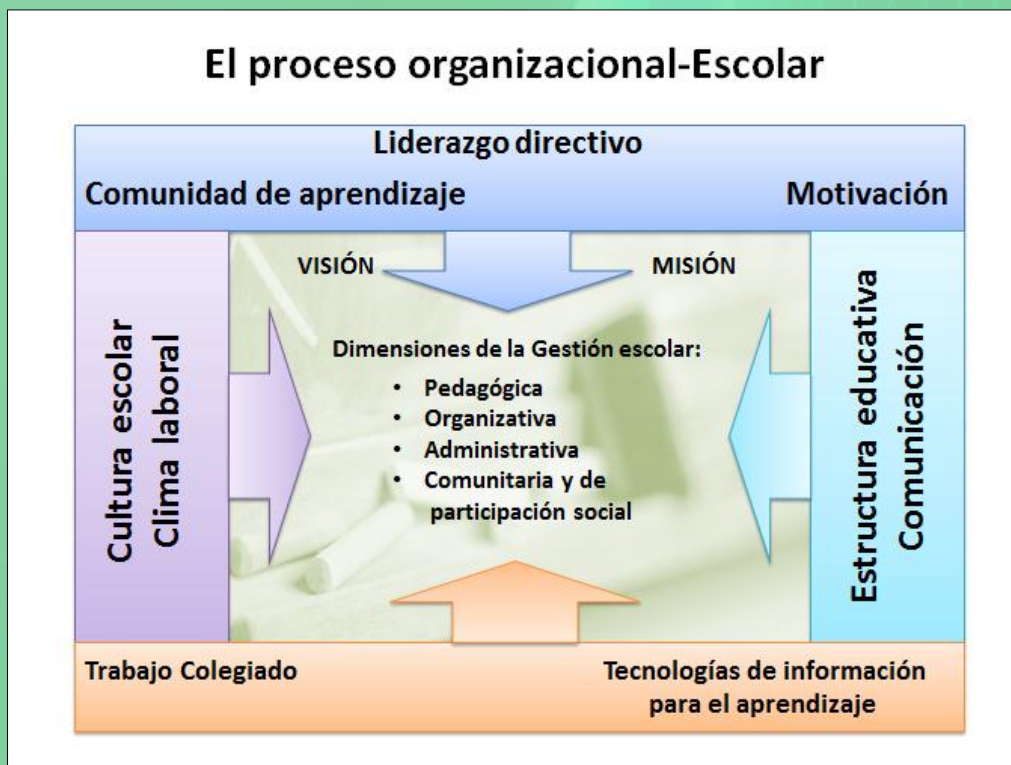 El proceso organizacional-Escolar
Liderazgo directivo
Comunidad de aprendizaje
Motivación
VISIÓN
MISIÓN
Cultura escolar
Clima laboral
Dimensiones de la Gestión escolar:
• Pedagógica
• Organizativa
• Administrativa
• Comunitaria y de
participación social
Estructura educativa
Comunicación
Trabajo Colegiado
Tecnologías de información
para el aprendizaje